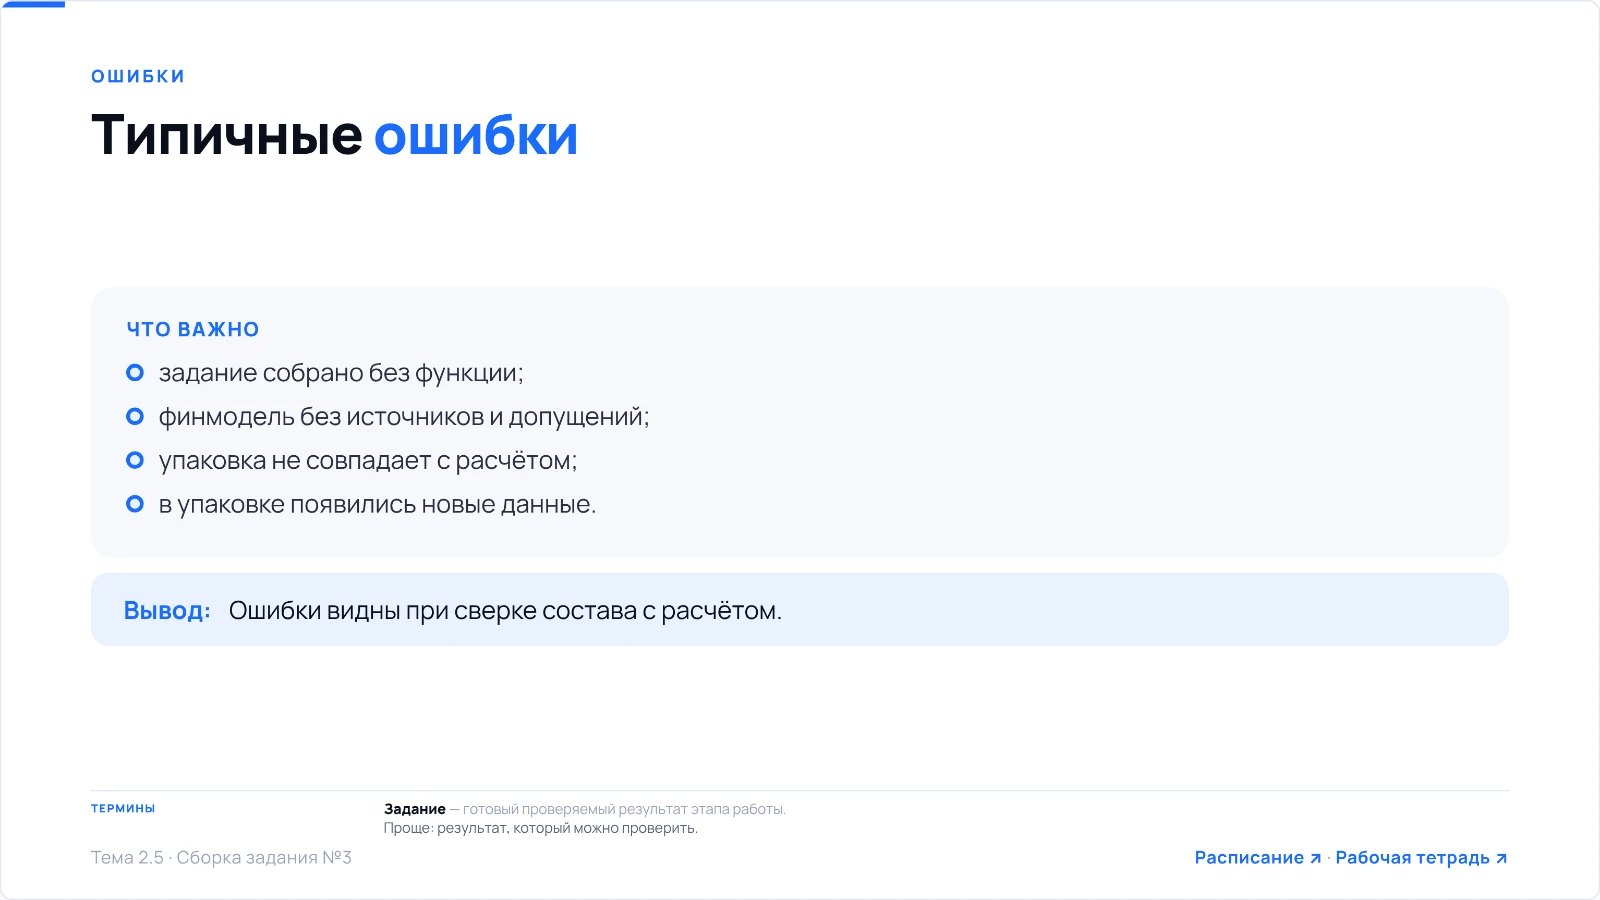 ОШИБКИ
Типичные ошибки
ЧТО ВАЖНО
задание собрано без функции;
финмодель без источников и допущений;
упаковка не совпадает с расчётом;
в упаковке появились новые данные.
Вывод: Ошибки видны при сверке состава с расчётом.
ТЕРМИНЫ
Задание — готовый проверяемый результат этапа работы.
Проще: результат, который можно проверить.
Тема 2.5 · Сборка задания №3
Расписание ↗ · Рабочая тетрадь ↗